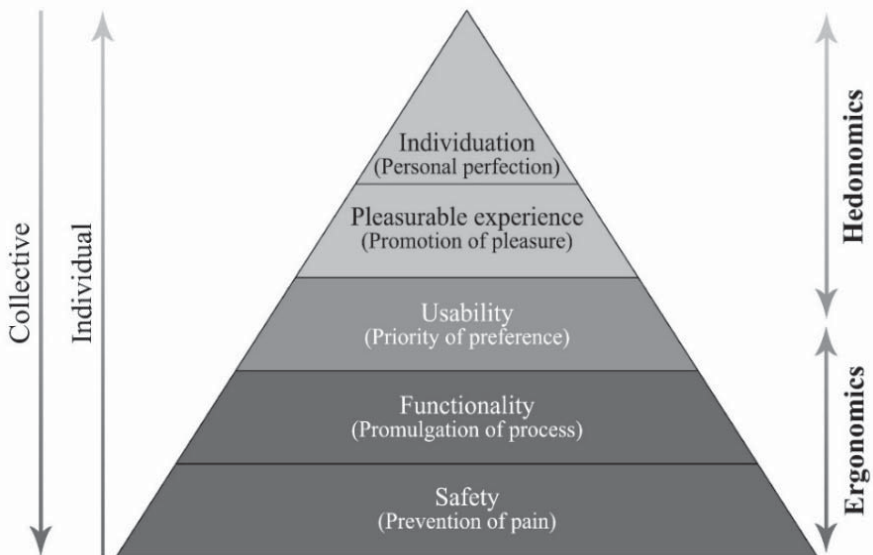 Collective
Individual
Individuation
(Personal perfection)
Pleasurable experience
(Promotion of pleasure)
Usability
(Priority of preference)
Functionality
(Promulgation of process)
Safety
(Prevention of pain)
Hedonomics
Ergonomics